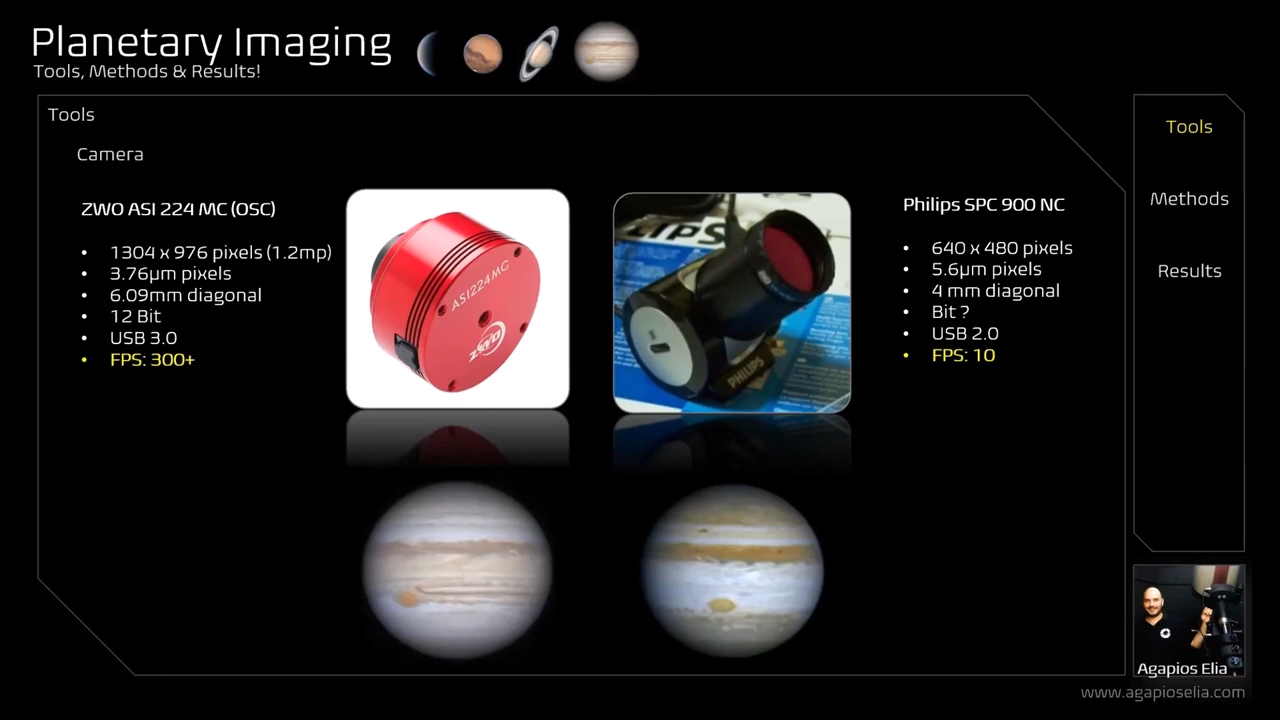 Planetary Imaging
Tools, Methods & Results!
Tools
Camera
ZWO ASI 224 MC (OSC)
• 1304 x 976 pixels (1.2mp)
• 3.76µm pixels
• 6.09mm diagonal
• 12 Bit
• USB 3.0
• FPS: 300+
ASI224MC
ZWO
LIPS
PHILIPS
Philips SPC 900 NC
• 640 x 480 pixels
• 5.6µm pixels
• 4 mm diagonal
• Bit ?
• USB 2.0
• FPS: 10
Tools
Methods
Results
Agapios Elia
www.agapioselia.com